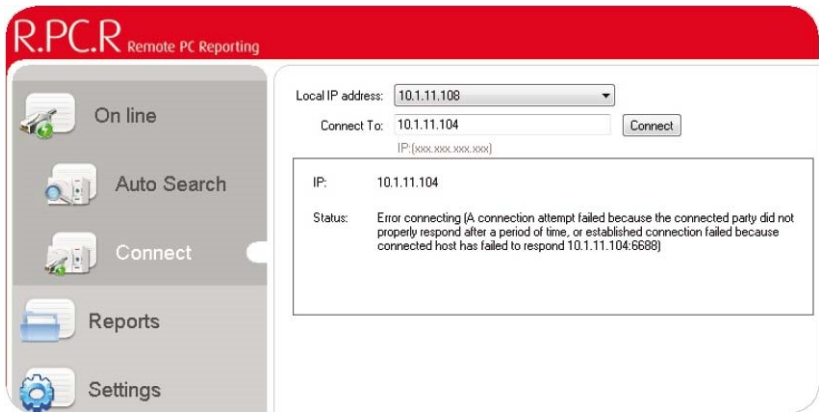 R.PC.R Remote PC Reporting
On line
Auto Search
Connect
Reports
Settings
Local IP address: 10.1.11.108
Connect To: 10.1.11.104 Connect
IP:(xxx.xxx.xxx.xxx)
IP: 10.1.11.104
Status: Error connecting (A connection attempt failed because the connected party did not
properly respond after a period of time, or established connection failed because
connected host has failed to respond 10.1.11.104:6688)